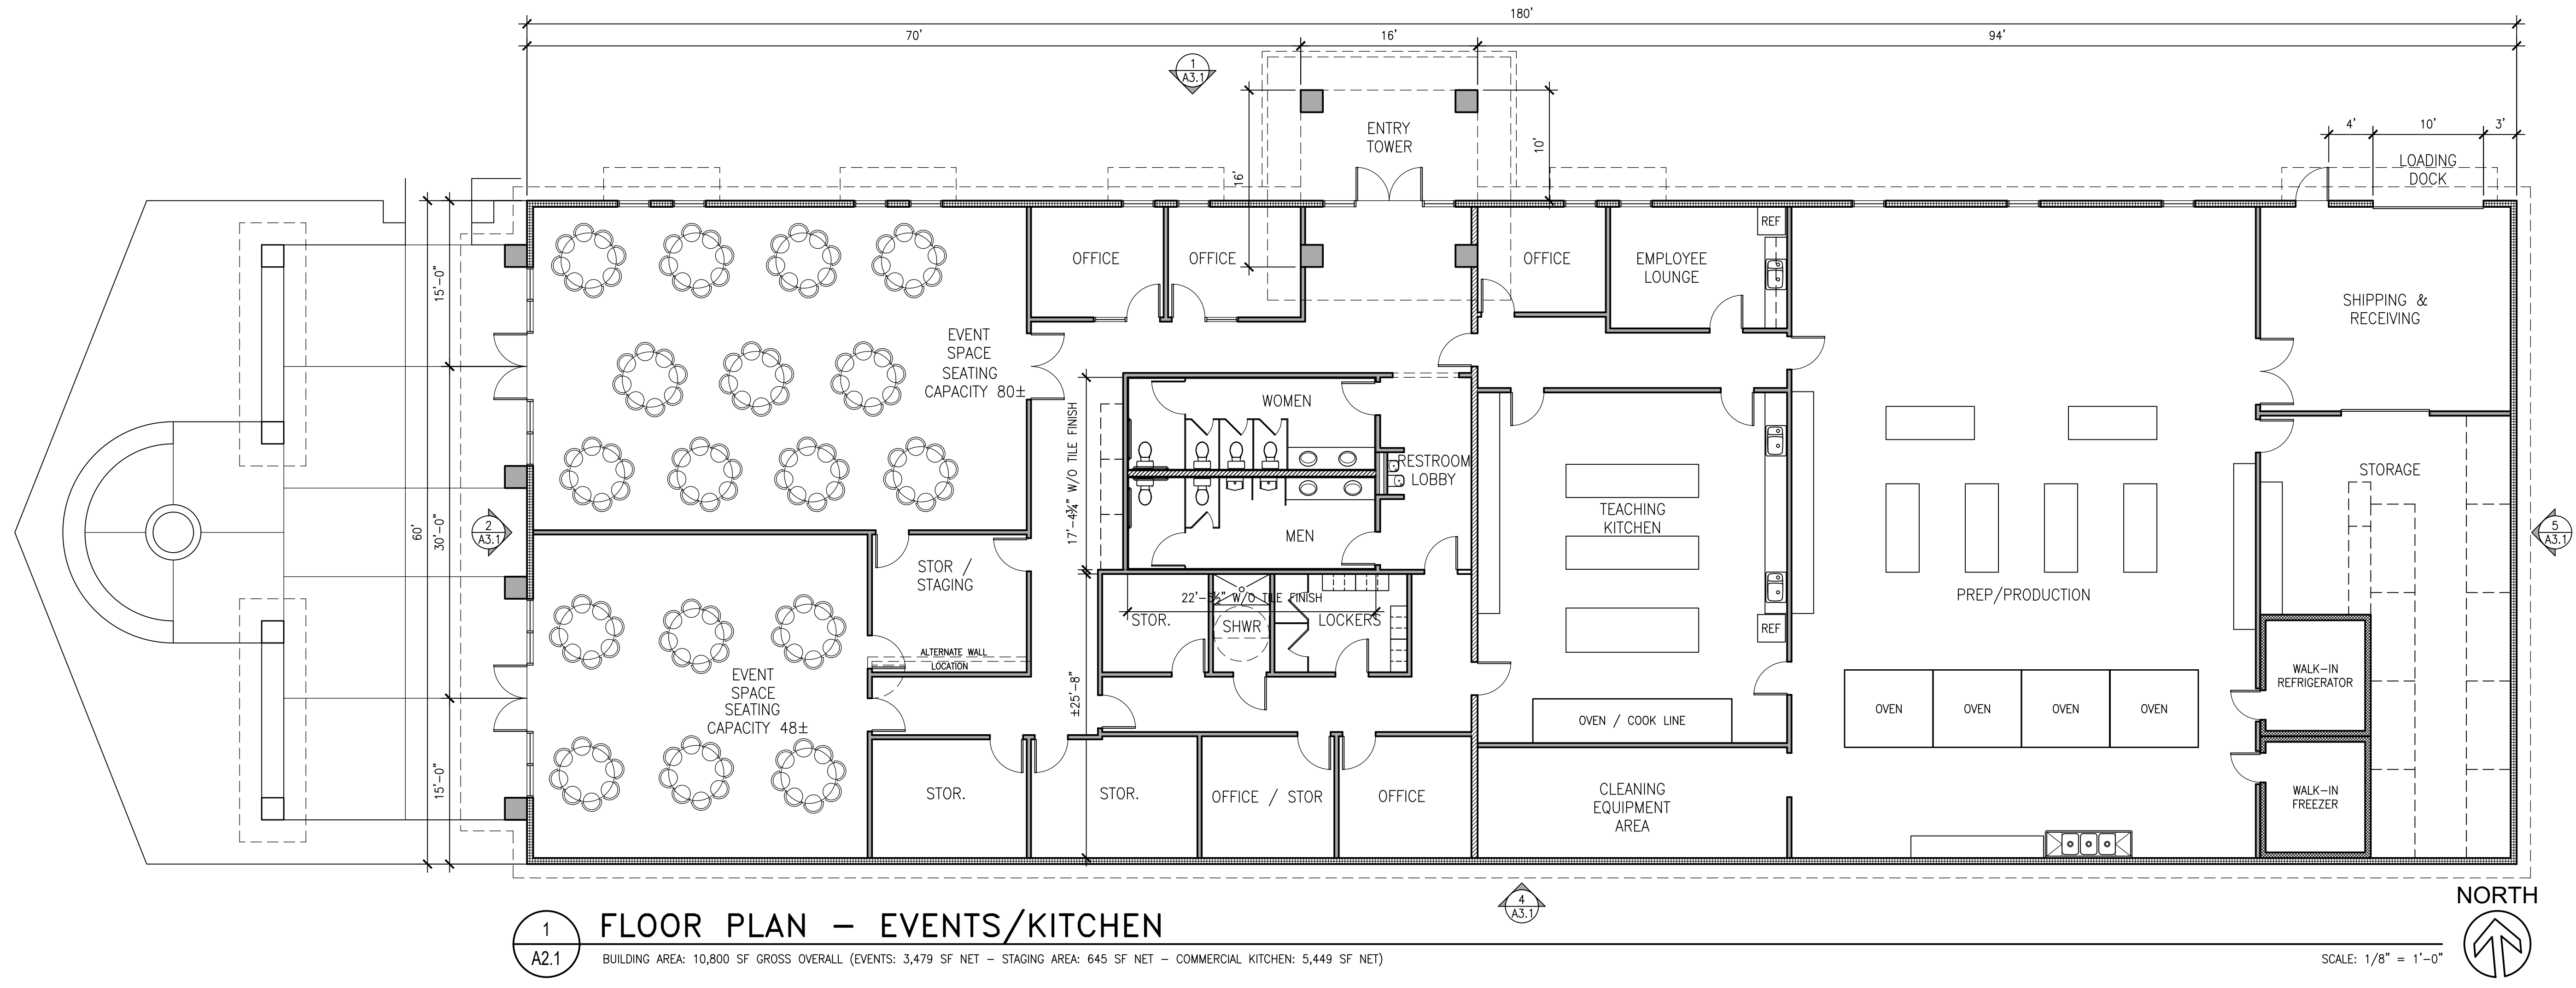 180'
70'
16'
94'
1
A3.1
ENTRY
TOWER
16'
10'
4'
10'
3'
LOADING
DOCK
OFFICE
OFFICE
OFFICE
EMPLOYEE
LOUNGE
REF
SHIPPING &
RECEIVING
15'-0"
EVENT
SPACE
SEATING
CAPACITY 80±
WOMEN
17'-4¾" W/O TILE FINISH
RESTROOM
LOBBY
MEN
TEACHING
KITCHEN
STORAGE
2
A3.1
60'
30'-0"
5
A3.1
STOR /
STAGING
PREP/PRODUCTION
22'-5½" W/O TILE FINISH
STOR.
SHWR
LOCKERS
REF
ALTERNATE WALL
LOCATION
EVENT
SPACE
SEATING
CAPACITY 48±
±25'-8"
WALK-IN
REFRIGERATOR
OVEN / COOK LINE
OVEN
OVEN
OVEN
OVEN
15'-0"
STOR.
STOR.
OFFICE / STOR
OFFICE
CLEANING
EQUIPMENT
AREA
WALK-IN
FREEZER
4
A3.1
NORTH
1
A2.1
FLOOR PLAN - EVENTS/KITCHEN
BUILDING AREA: 10,800 SF GROSS OVERALL (EVENTS: 3,479 SF NET - STAGING AREA: 645 SF NET - COMMERCIAL KITCHEN: 5,449 SF NET)
SCALE: 1/8" = 1'-0"